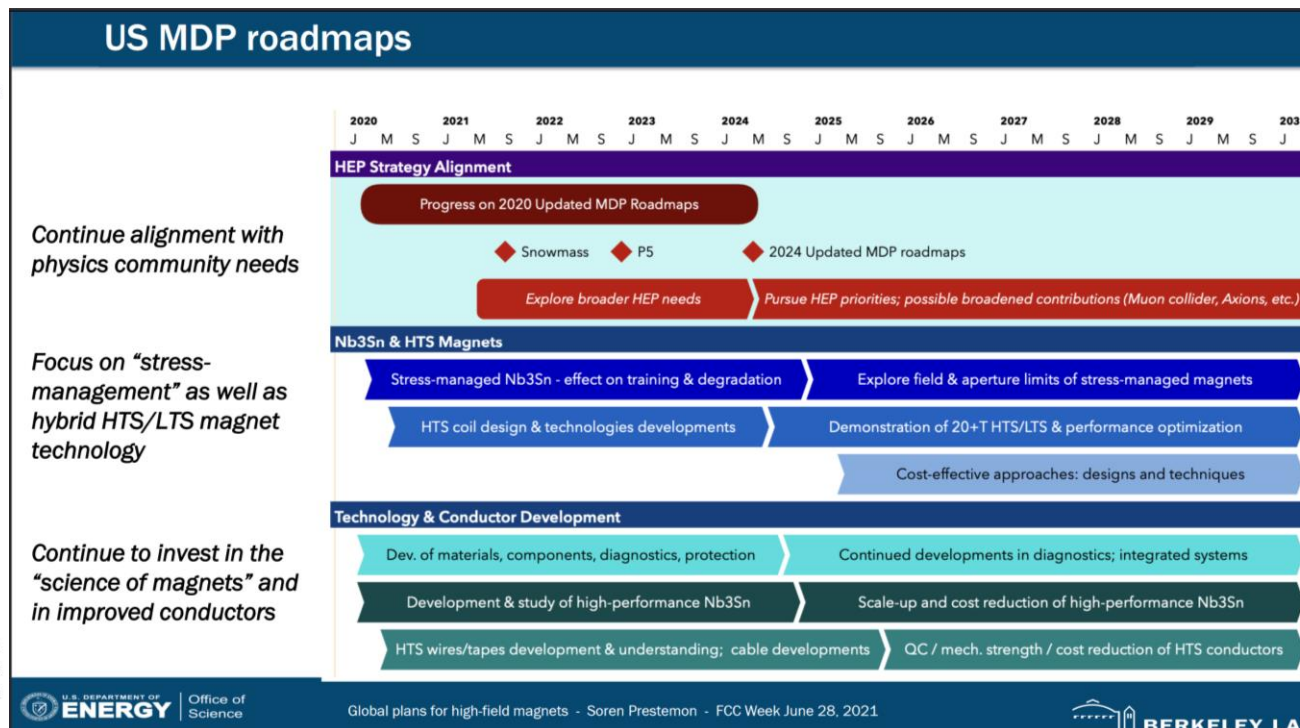 US MDP roadmaps
2020 2021 2022 2023 2024 2025 2026 2027 2028 2029 203
J M S J M S J M S J M S J M S J M S J M S J M S J M S J M S J
HEP Strategy Alignment
Progress on 2020 Updated MDP Roadmaps
Continue alignment with
physics community needs
Snowmass P5 2024 Updated MDP roadmaps
Explore broader HEP needs Pursue HEP priorities; possible broadened contributions (Muon collider, Axions, etc.)
Nb3Sn & HTS Magnets
Focus on “stress-
management” as well as
hybrid HTS/LTS magnet
technology
Stress-managed Nb3Sn - effect on training & degradation Explore field & aperture limits of stress-managed magnets
HTS coil design & technologies developments Demonstration of 20+T HTS/LTS & performance optimization
Cost-effective approaches: designs and techniques
Technology & Conductor Development
Continue to invest in the
“science of magnets” and
in improved conductors
Dev. of materials, components, diagnostics, protection Continued developments in diagnostics; integrated systems
Development & study of high-performance Nb3Sn Scale-up and cost reduction of high-performance Nb3Sn
HTS wires/tapes development & understanding; cable developments QC / mech. strength / cost reduction of HTS conductors
U.S. DEPARTMENT OF
ENERGY
Office of
Science
Global plans for high-field magnets - Soren Prestemon - FCC Week June 28, 2021
BERKELEY LA